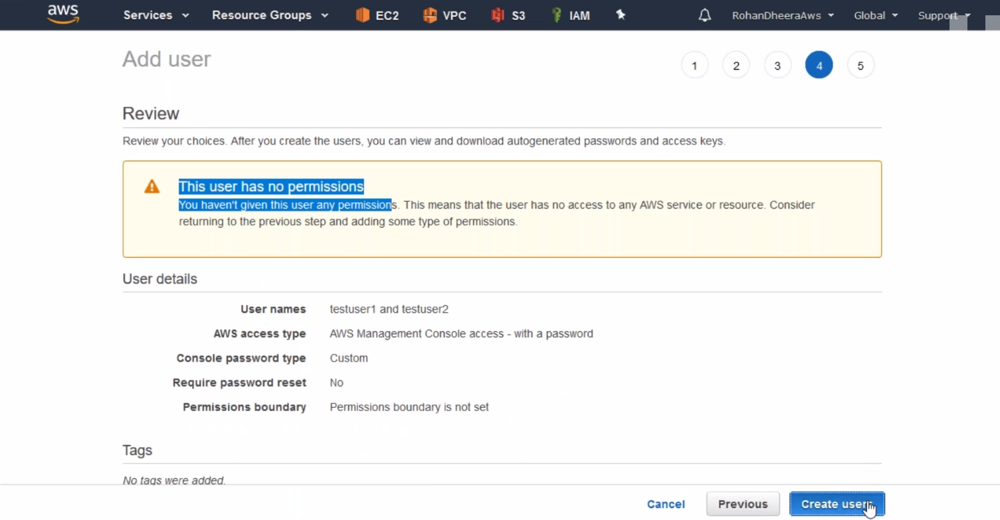 aws Services Resource Groups EC2 VPC S3 IAM RohanDheeraAws Global Support
Add user
1 2 3 4 5
Review
Review your choices. After you create the users, you can view and download autogenerated passwords and access keys.
This user has no permissions
You haven't given this user any permissions. This means that the user has no access to any AWS service or resource. Consider
returning to the previous step and adding some type of permissions.
User details
User names testuser1 and testuser2
AWS access type AWS Management Console access - with a password
Console password type Custom
Require password reset No
Permissions boundary Permissions boundary is not set
Tags
No tags were added.
Cancel Previous Create users